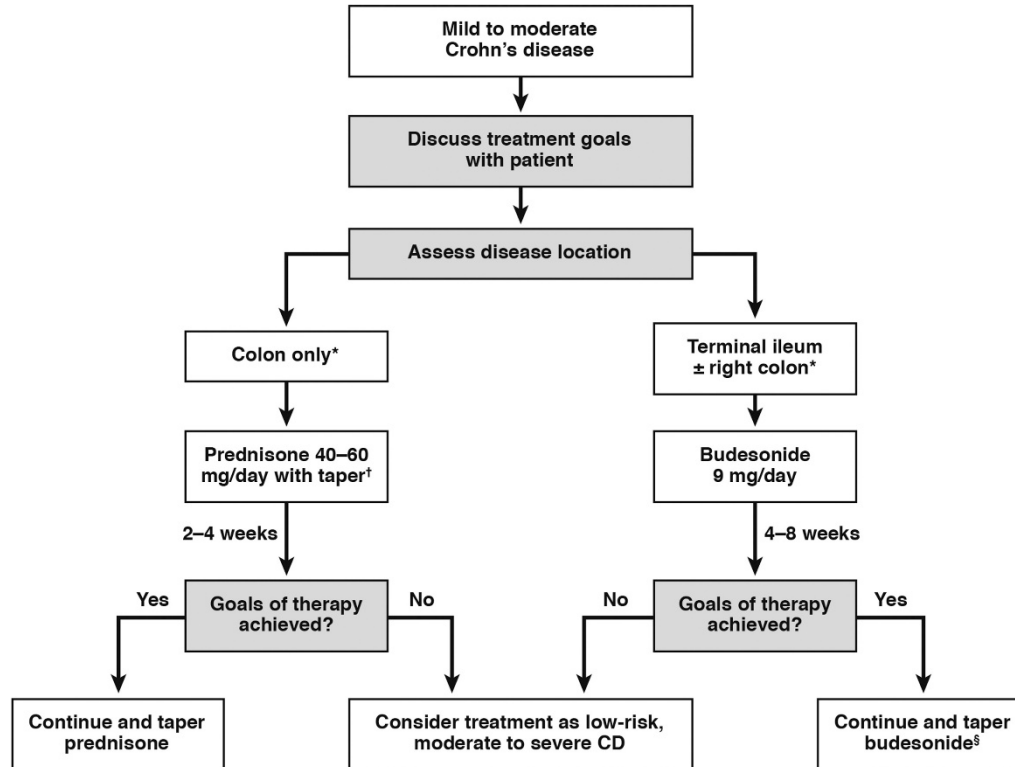 Mild to moderate
Crohn's disease
Discuss treatment goals
with patient
Assess disease location
Colon only*
Terminal ileum
± right colon*
Prednisone 40–60
mg/day with taper†
Budesonide
9 mg/day
2–4 weeks
4–8 weeks
Yes
Goals of therapy
achieved?
No
No
Goals of therapy
achieved?
Yes
Continue and taper
prednisone
Consider treatment as low-risk,
moderate to severe CD
Continue and taper
budesonide§